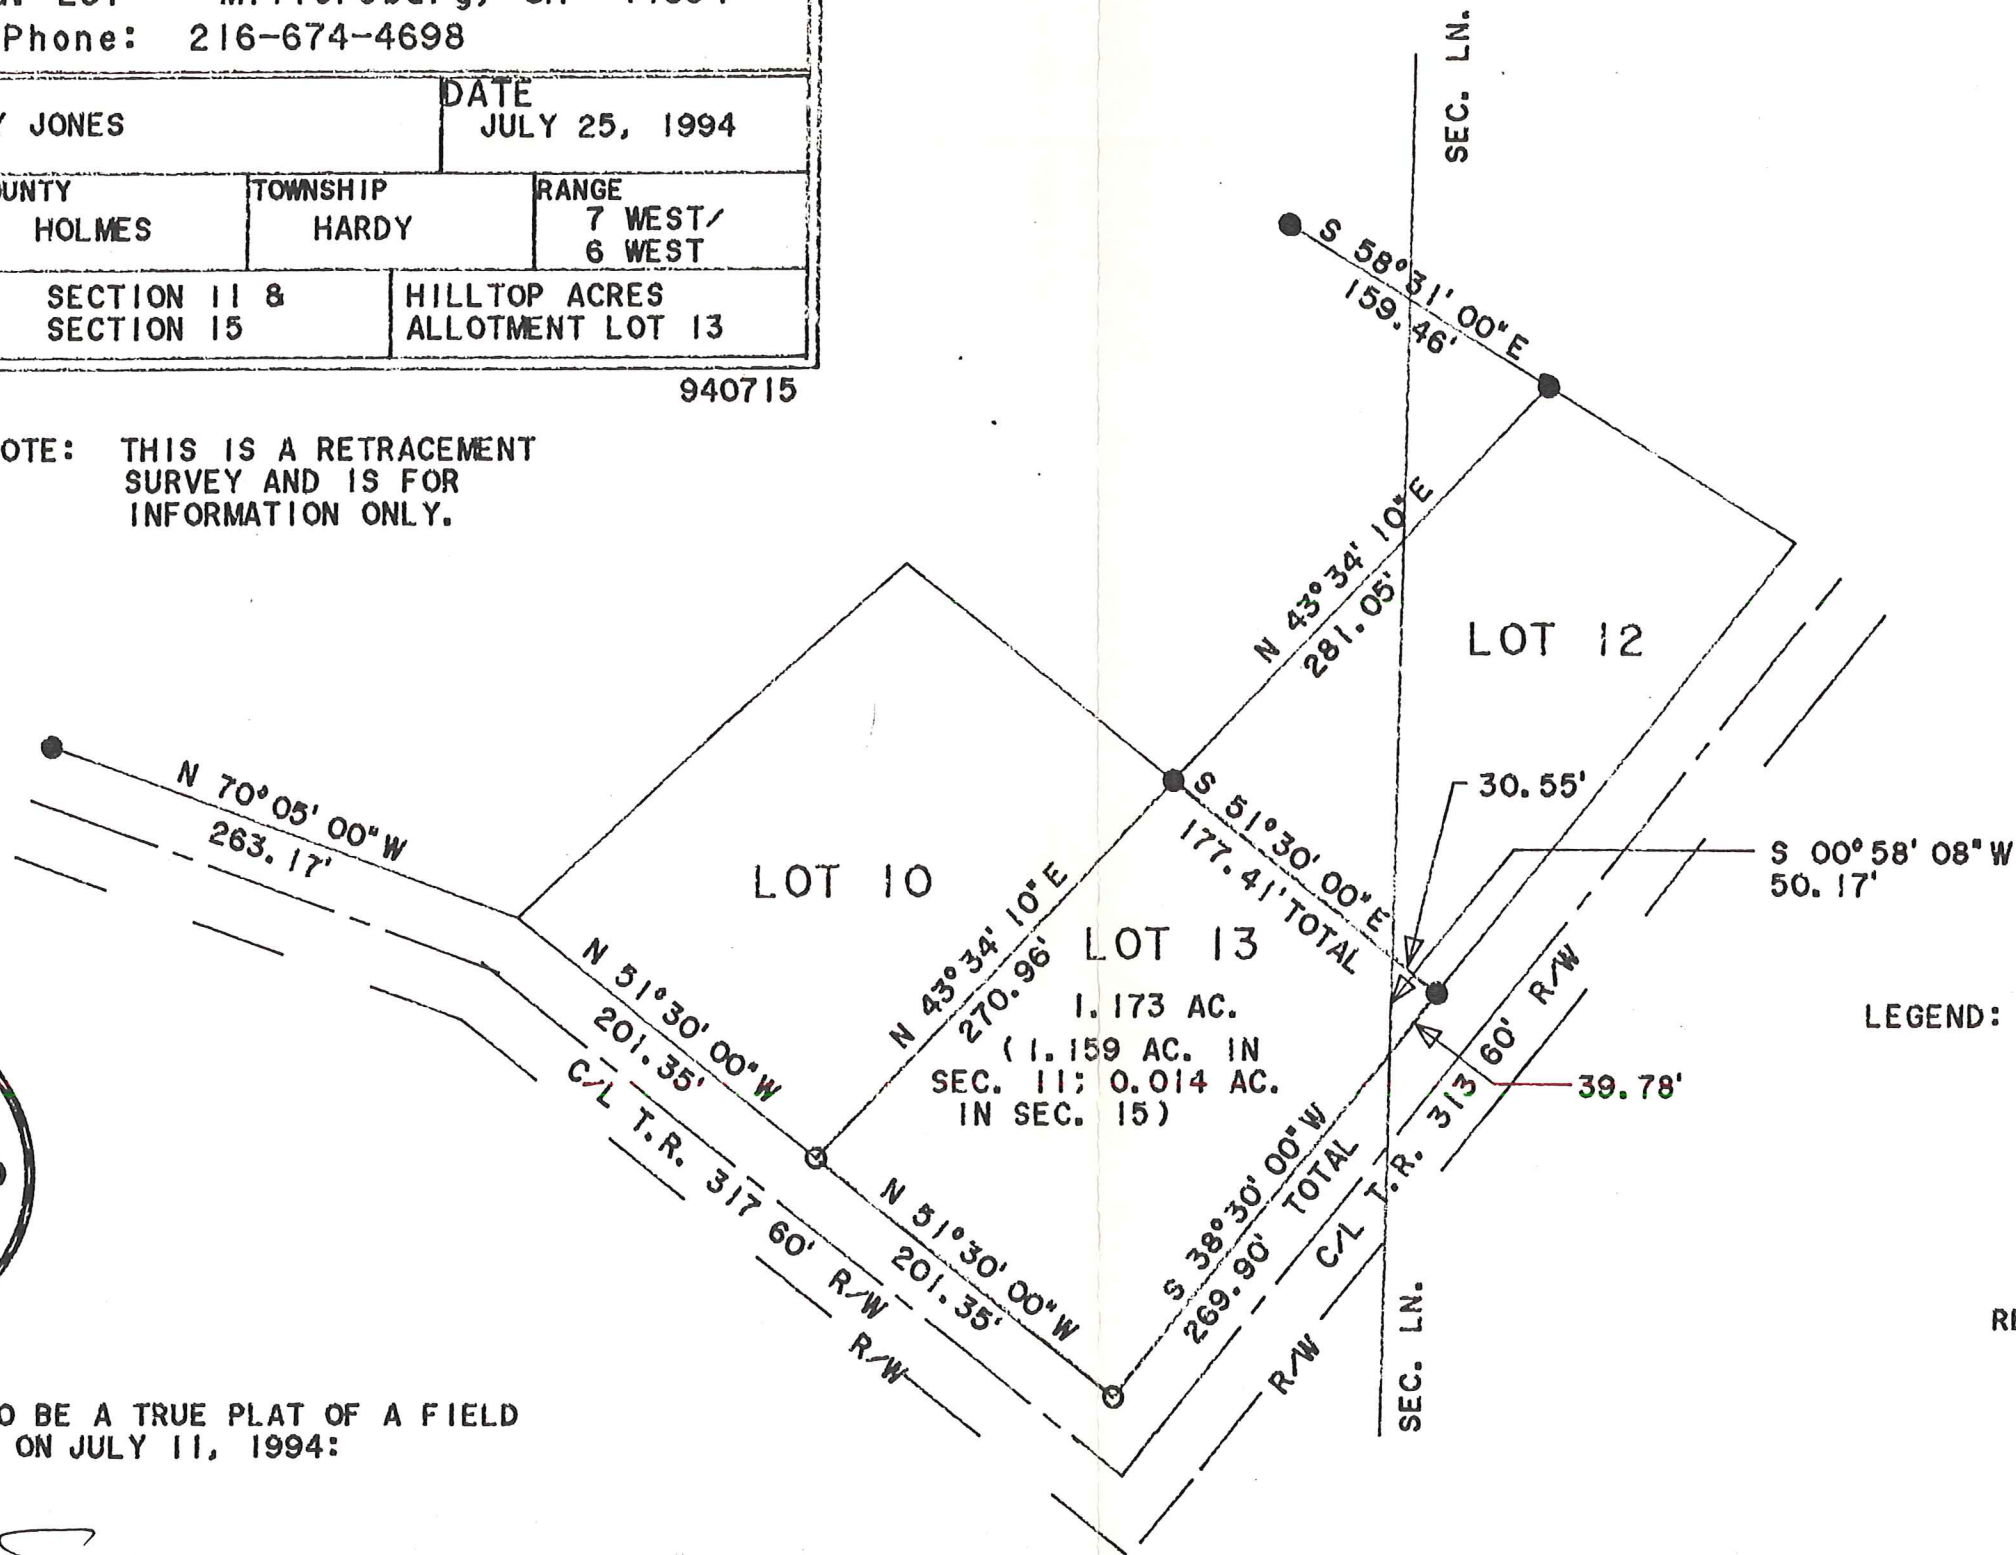 Phone: 216-674-4698
JONES
DATE
JULY 25, 1994
HOLMES
TOWNSHIP
HARDY
RANGE
7 WEST/
6 WEST
SECTION 11 &
SECTION 15
HILLTOP ACRES
ALLOTMENT LOT 13
940715
OTE: THIS IS A RETRACEMENT
SURVEY AND IS FOR
INFORMATION ONLY.
SEC. LN.
S 58°31' 00" E
159.46'
N 43°34' 10" E
281.05'
LOT 12
N 70°05' 00" W
263.17'
LOT 10
S 51°30' 00" E
177.41' TOTAL
30.55'
S 00°58' 08" W
50.17'
N 43°34' 10" E
270.96'
LOT 13
1.173 AC.
(1.159 AC. IN
SEC. 11; 0.014 AC.
IN SEC. 15)
LEGEND:
39.78'
N 51°30' 00" W
201.35'
C/L T.R. 317 60' R/W
R/W
N 51°30' 00" W
201.35'
S 38°30' 00" W
269.90' TOTAL
C/L T.R. 313 60' R/W
R/W
SEC. LN.
O BE A TRUE PLAT OF A FIELD
ON JULY 11, 1994: